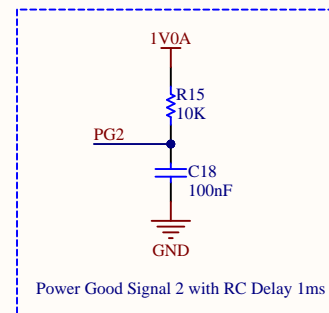 1V0A
R15
10K
PG2
C18
100nF
GND
Power Good Signal 2 with RC Delay 1ms